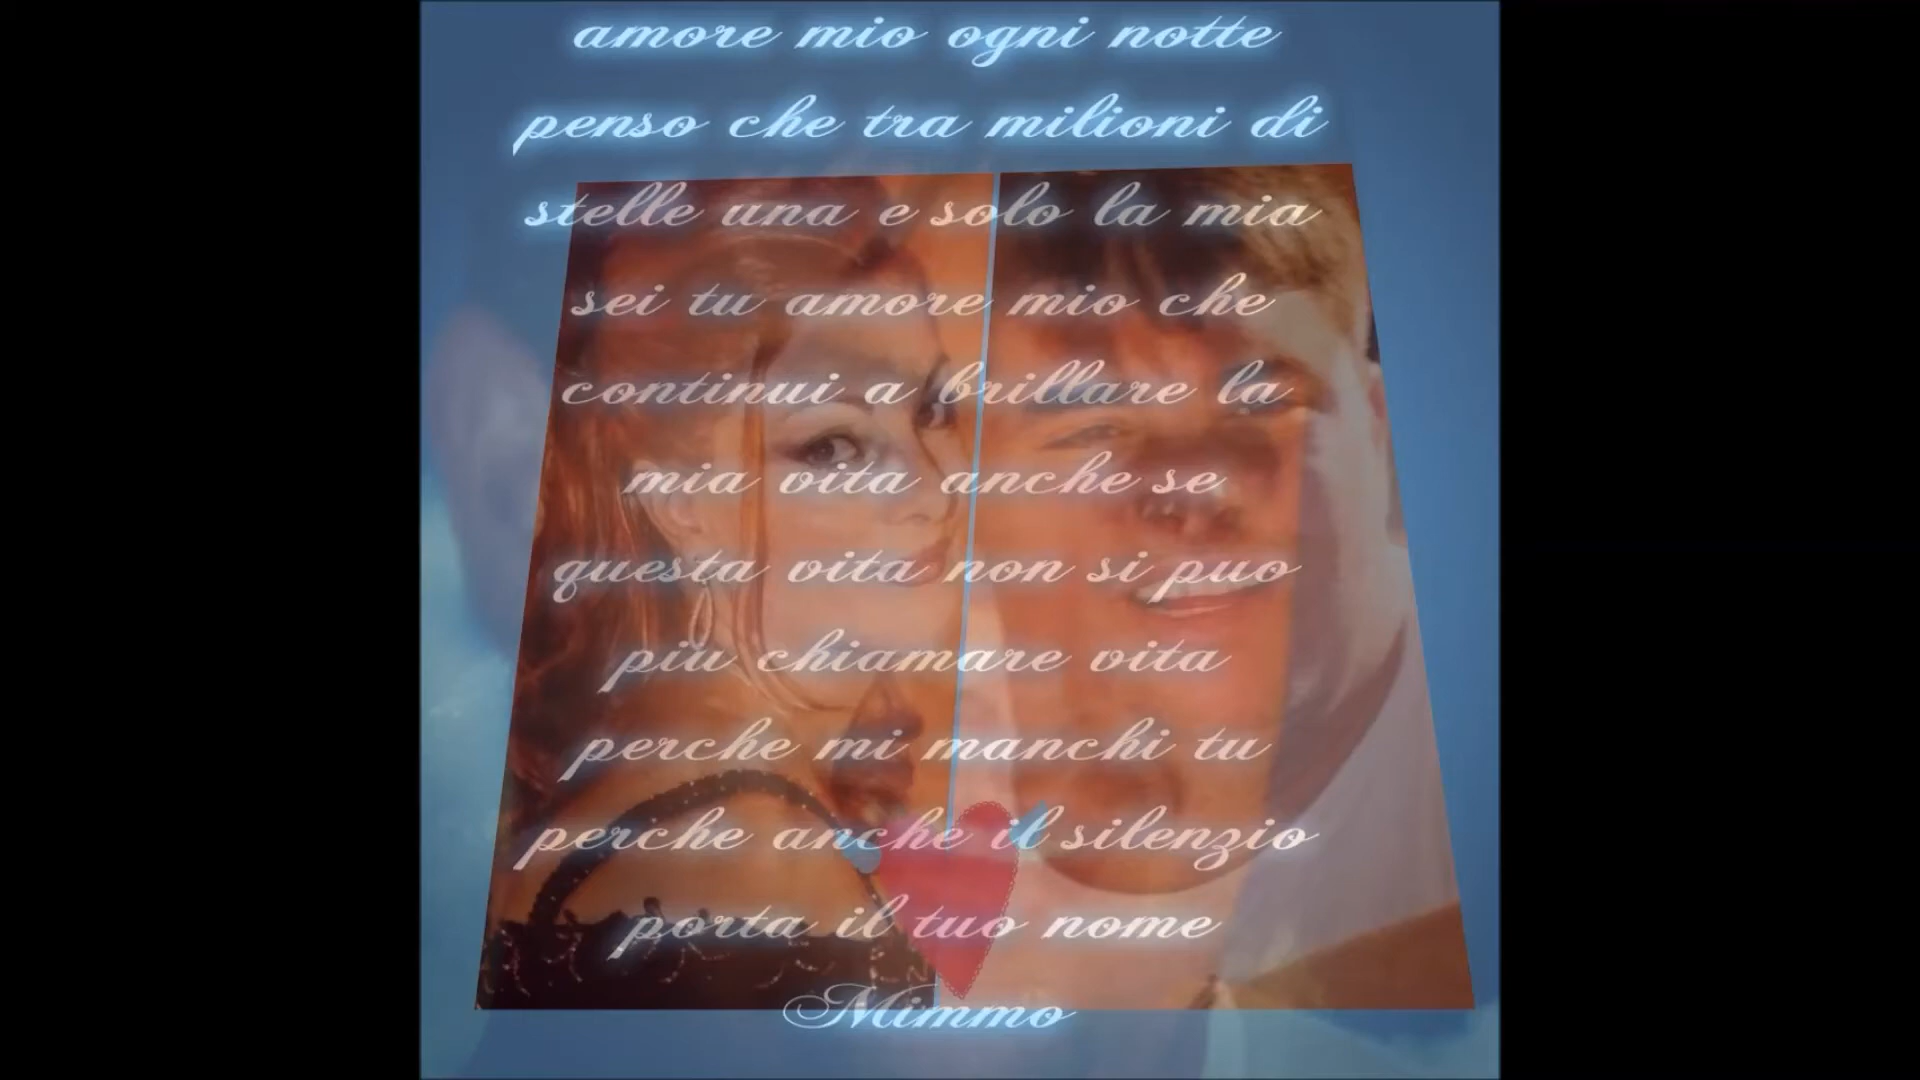 amore mio ogni notte
penso che tra milioni di
stelle una e solo la mia
sei tu amore mio che
continui a brillare la
mia vita anche se
questa vita non si puo
più chiamare vita
perche mi manchi tu
perche anche il silenzio
porta il tuo nome
Mimmo